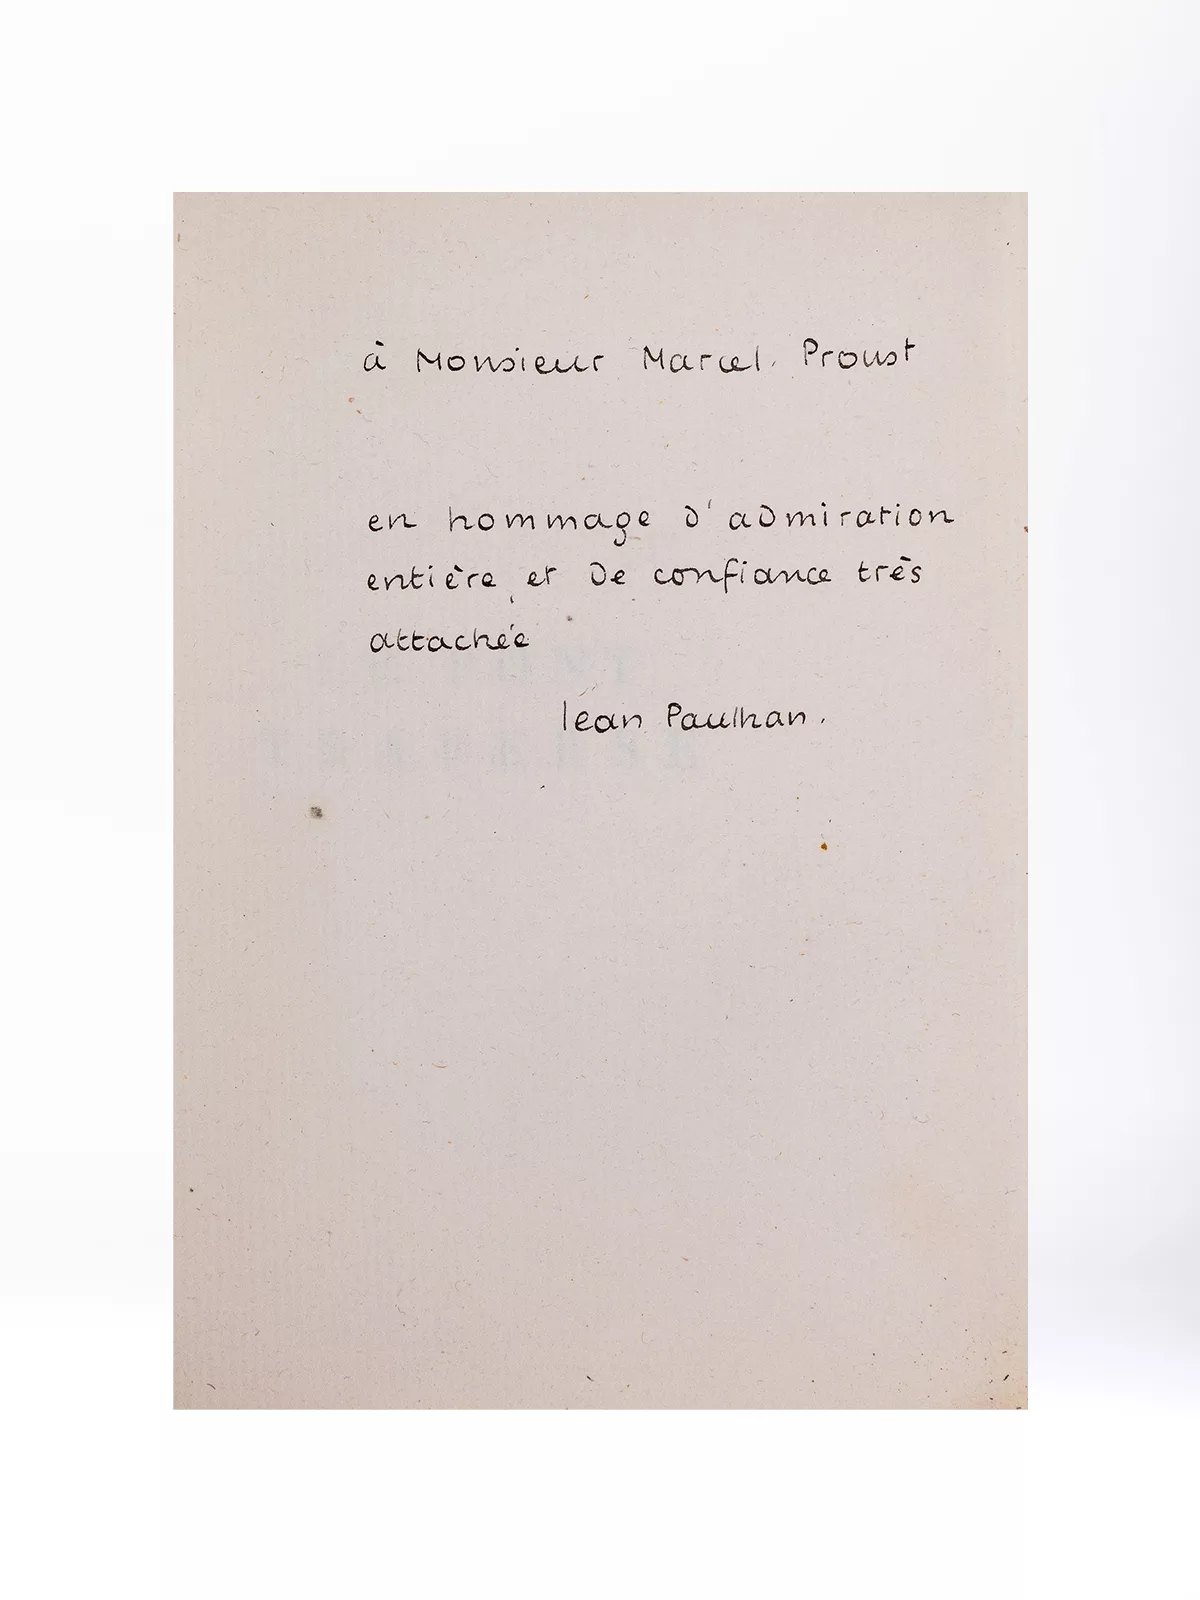 à Monsieur Marcel Proust
en hommage d'admiration
entière et de confiance très
attachée
Jean Paulhan.